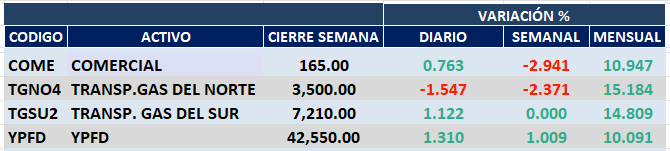 VARIACIÓN %
CODIGO ACTIVO CIERRE SEMANA DIARIO SEMANAL MENSUAL
COME COMERCIAL 165.00 0.763 -2.941 10.947
TGNO4 TRANSP.GAS DEL NORTE 3,500.00 -1.547 -2.371 15.184
TGSU2 TRANSP. GAS DEL SUR 7,210.00 1.122 0.000 14.809
YPFD YPFD 42,550.00 1.310 1.009 10.091